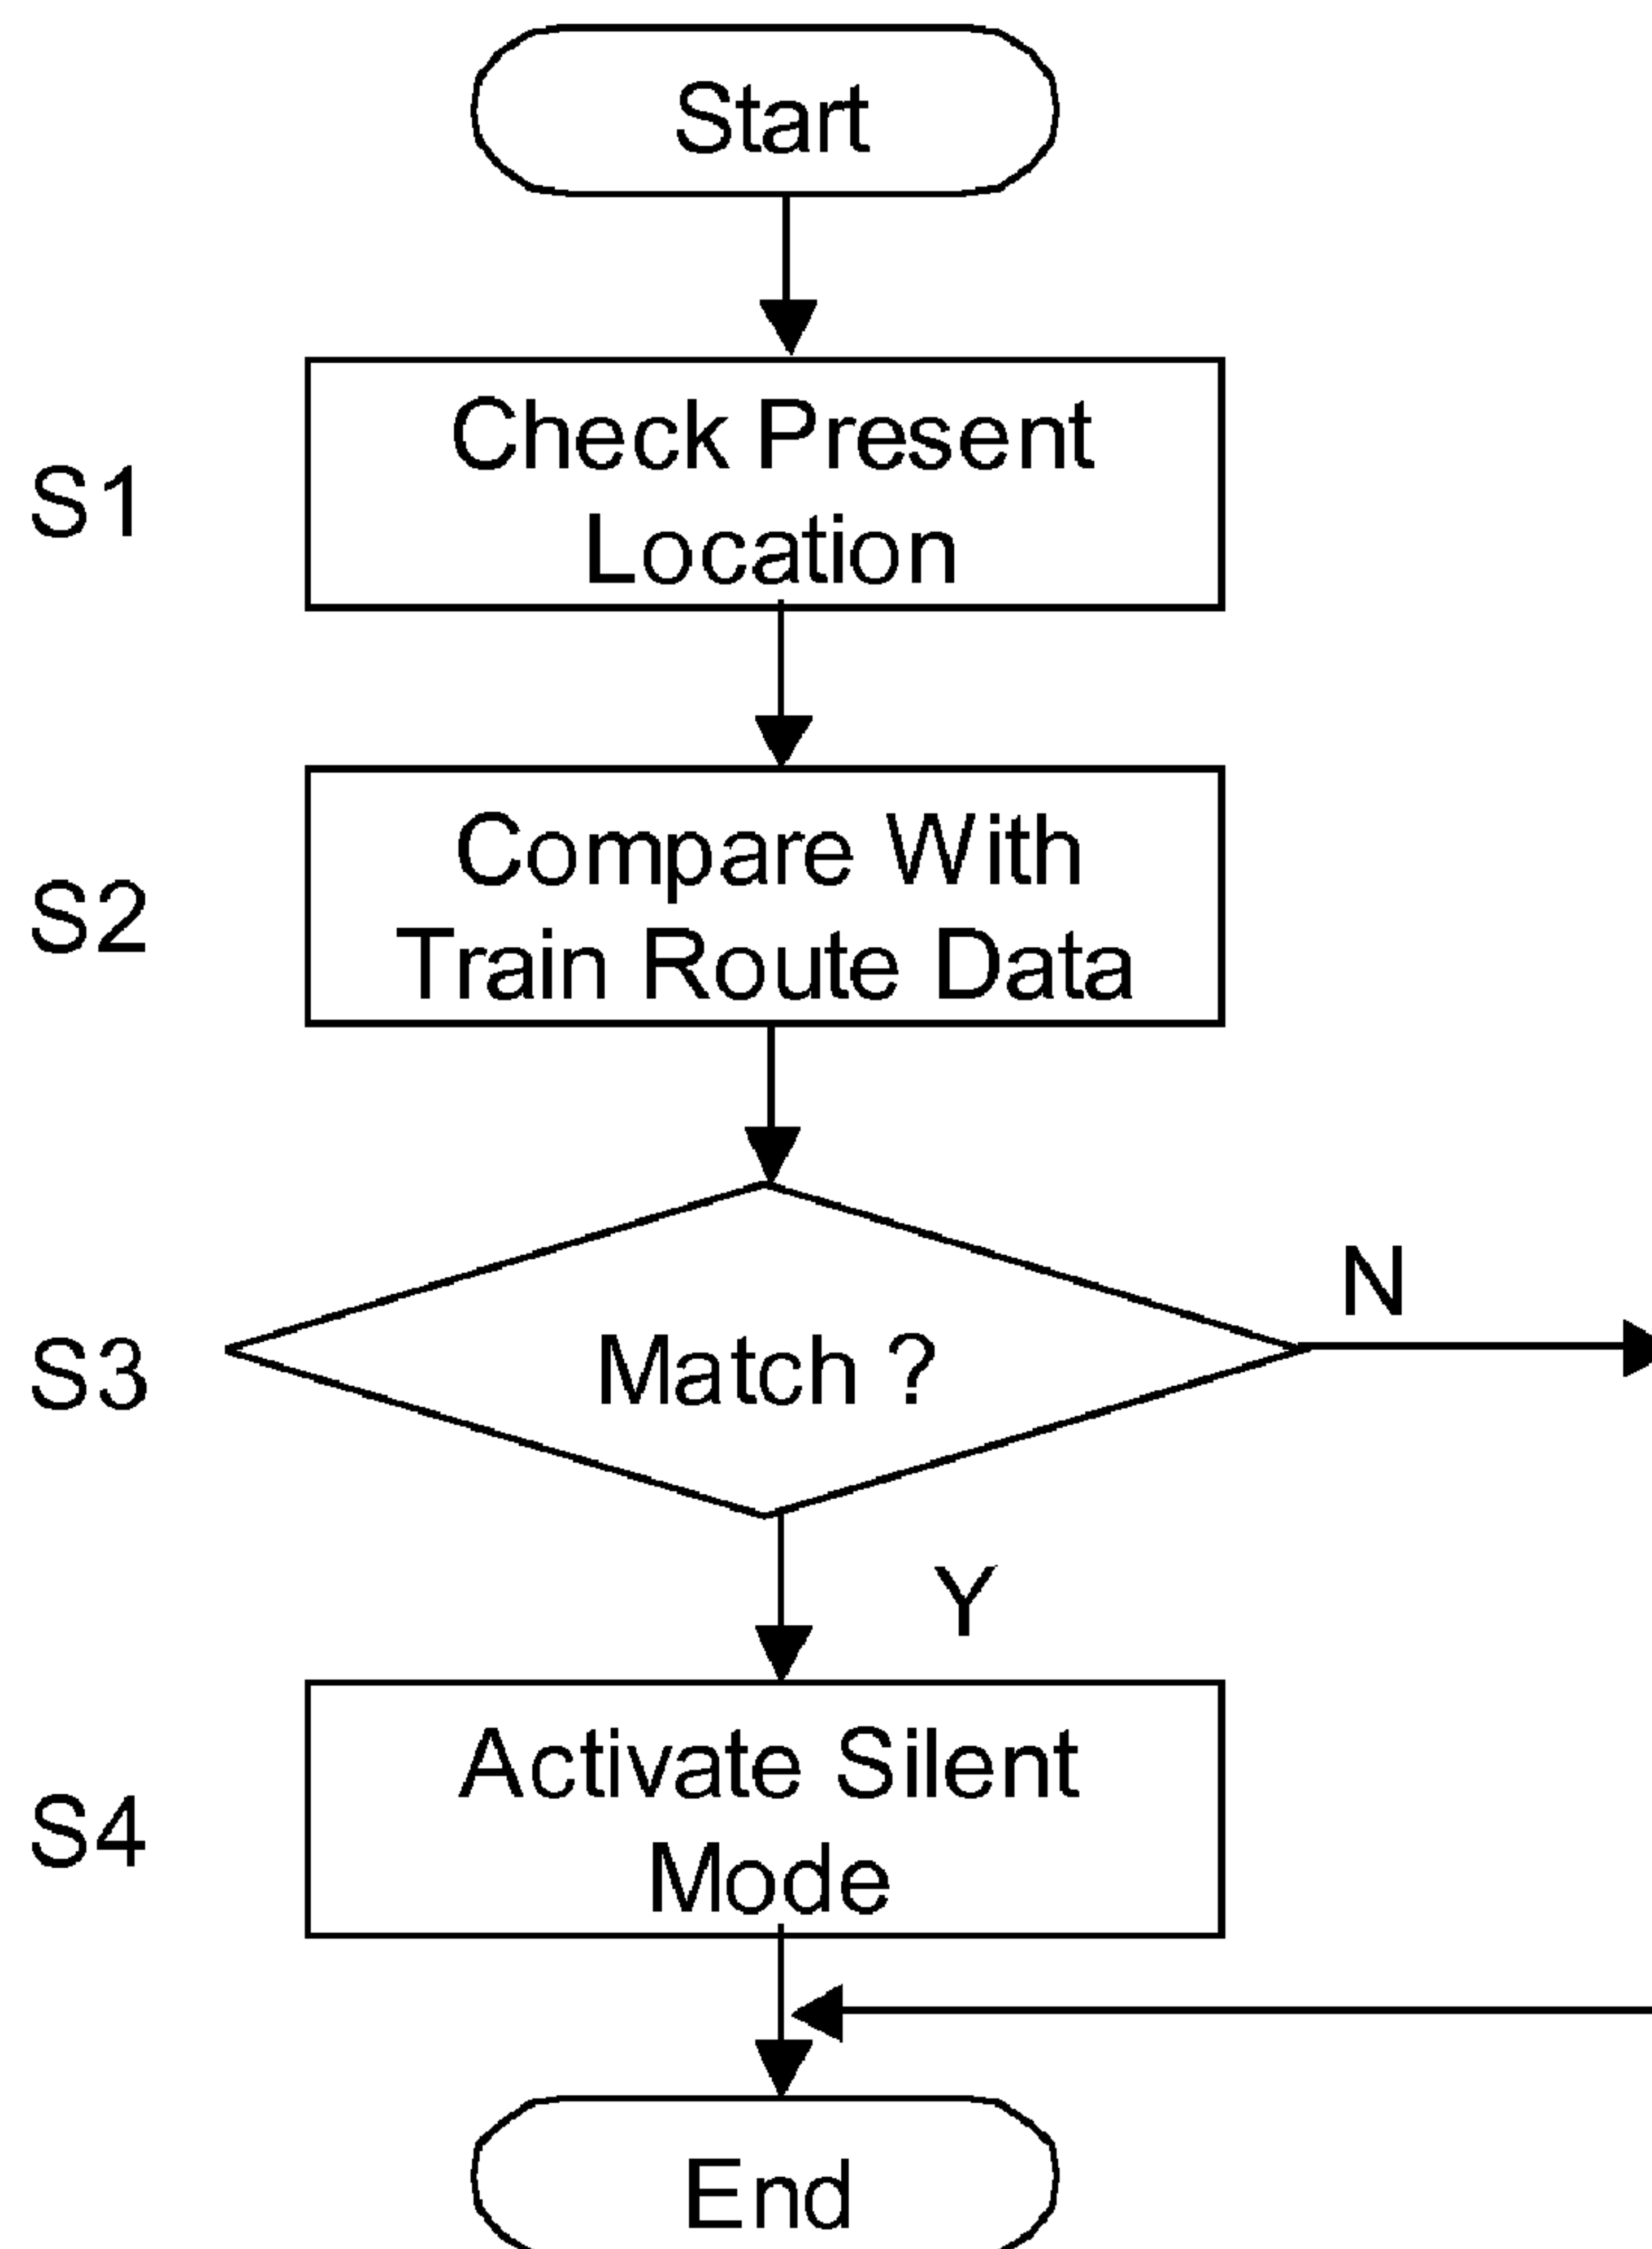 Start
S1
Check Present
Location
S2
Compare With
Train Route Data
S3
Match ?
N
Y
S4
Activate Silent
Mode
End